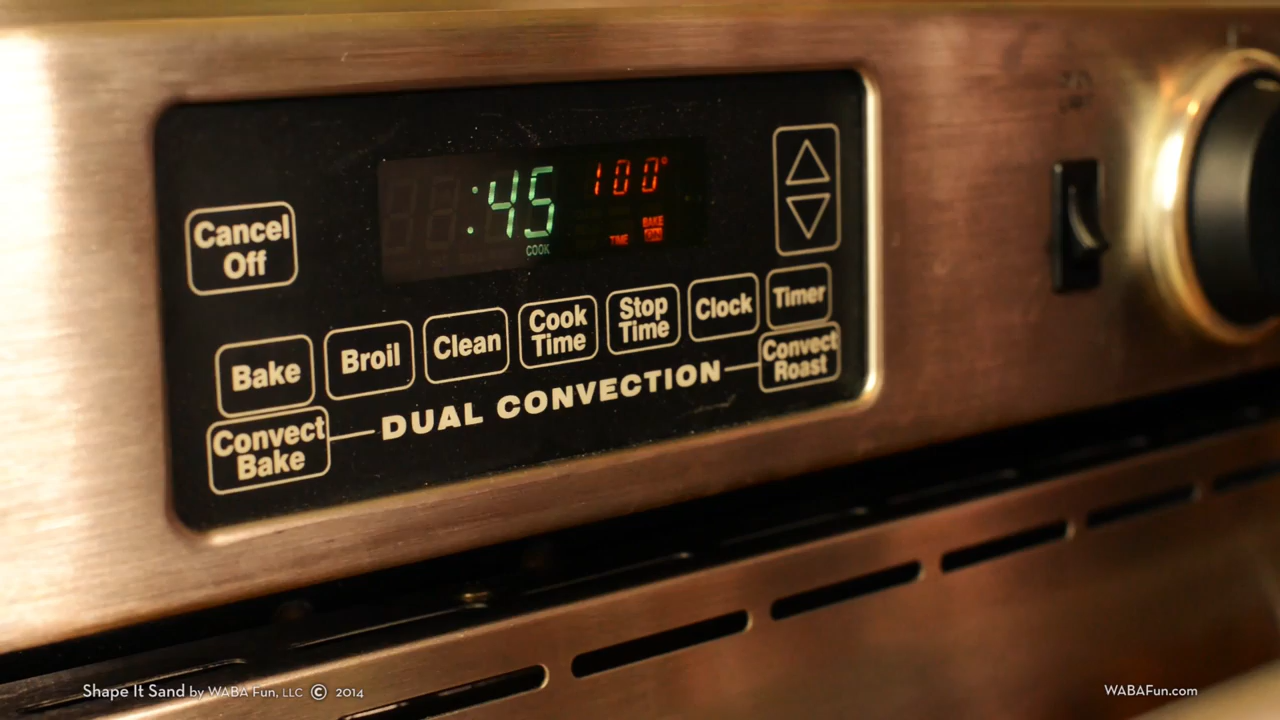 :45 100°
COOK TIME BAKE
ON
Cancel
Off
Bake
Broil
Clean
Cook
Time
Stop
Time
Clock
Timer
Convect
Bake
DUAL CONVECTION
Convect
Roast
Shape It Sand by WABA Fun, LLC © 2014
WABAFun.com